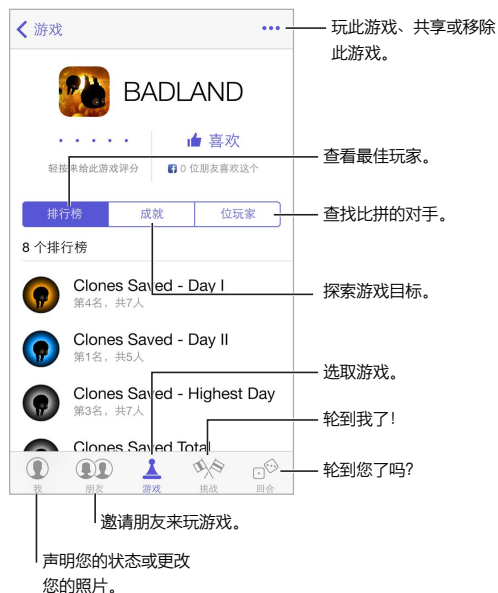 游戏
玩此游戏、共享或移除
此游戏。
BADLAND
喜欢
轻按来给此游戏评分
0 位朋友喜欢这个
查看最佳玩家。
排行榜 成就 位玩家
查找比拼的对手。
8 个排行榜
Clones Saved - Day I
第4名，共7人
探索游戏目标。
Clones Saved - Day II
第1名，共5人
选取游戏。
Clones Saved - Highest Day
第3名，共7人
轮到我了！
Clones Saved Total
我 朋友 游戏 挑战 回合
轮到您了吗？
邀请朋友来玩游戏。
声明您的状态或更改
您的照片。